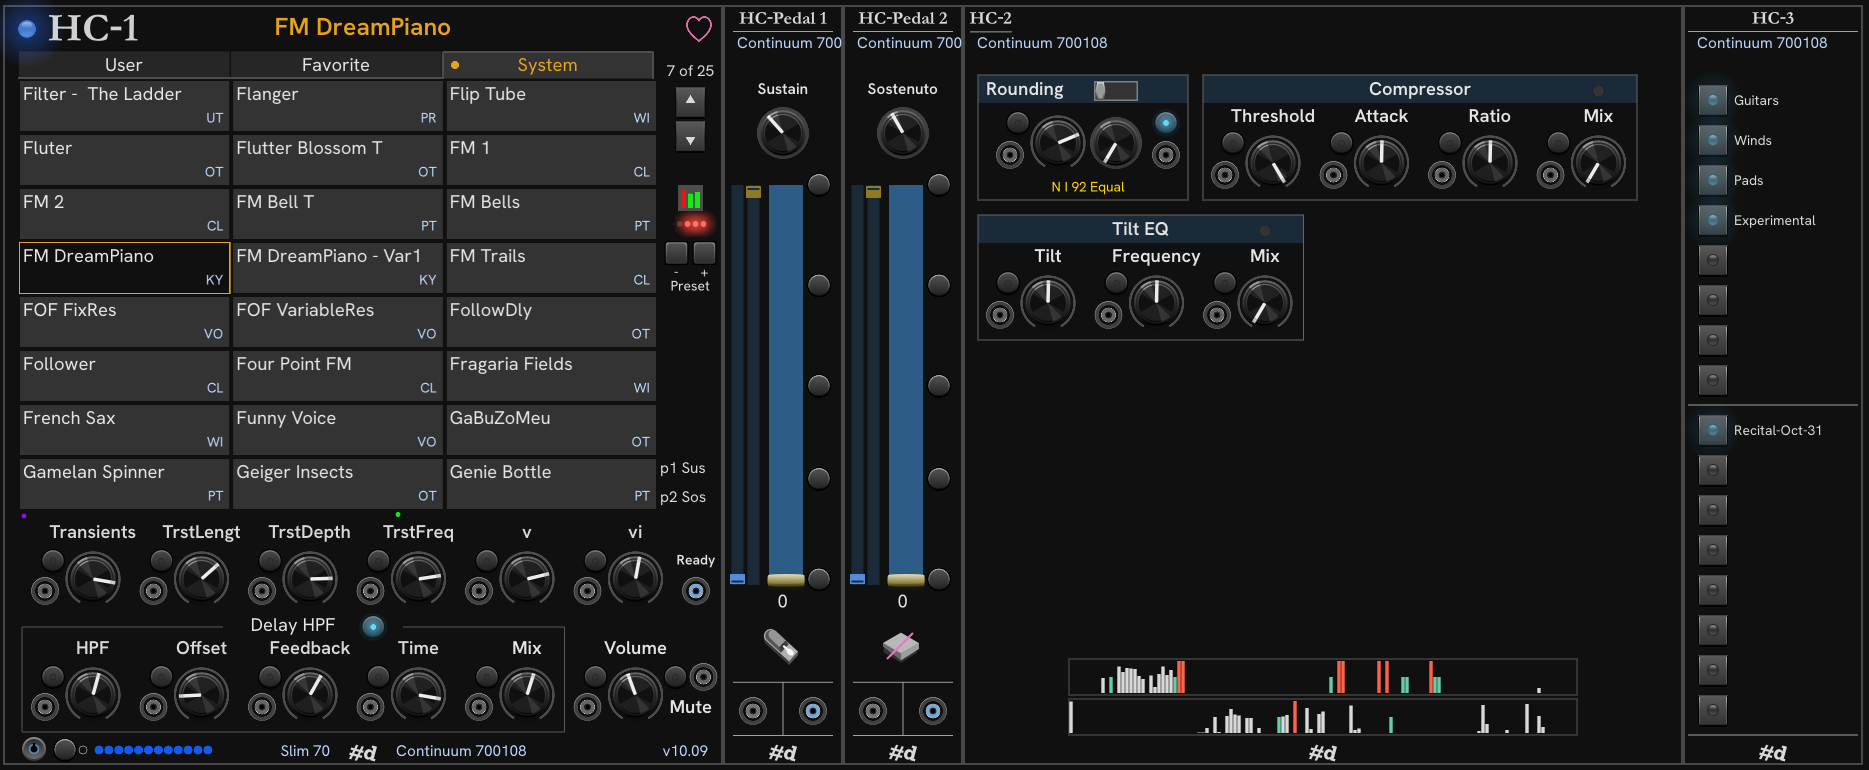 HC-1
FM DreamPiano
User
Favorite
System
7 of 25
Filter -  The Ladder
UT
Flanger
PR
Flip Tube
WI
Fluter
OT
Flutter Blossom T
OT
FM 1
CL
FM 2
CL
FM Bell T
PT
FM Bells
PT
FM DreamPiano
KY
FM DreamPiano - Var1
KY
FM Trails
CL
- +
Preset
FOF FixRes
VO
FOF VariableRes
VO
FollowDly
OT
Follower
CL
Four Point FM
CL
Fragaria Fields
WI
French Sax
WI
Funny Voice
VO
GaBuZoMeu
OT
Gamelan Spinner
PT
Geiger Insects
OT
Genie Bottle
PT
p1 Sus
p2 Sos
Transients
TrstLengt
TrstDepth
TrstFreq
v
vi
Ready
Delay HPF
HPF
Offset
Feedback
Time
Mix
Volume
Mute
Slim 70
#d
Continuum 700108
v10.09
HC-Pedal 1
Continuum 700
Sustain
0
#d
HC-Pedal 2
Continuum 700
Sostenuto
0
HC-2
Continuum 700108
Rounding
N I 92 Equal
Compressor
Threshold
Attack
Ratio
Mix
Tilt EQ
Tilt
Frequency
Mix
#d
HC-3
Continuum 700108
Guitars
Winds
Pads
Experimental
Recital-Oct-31
#d
#d